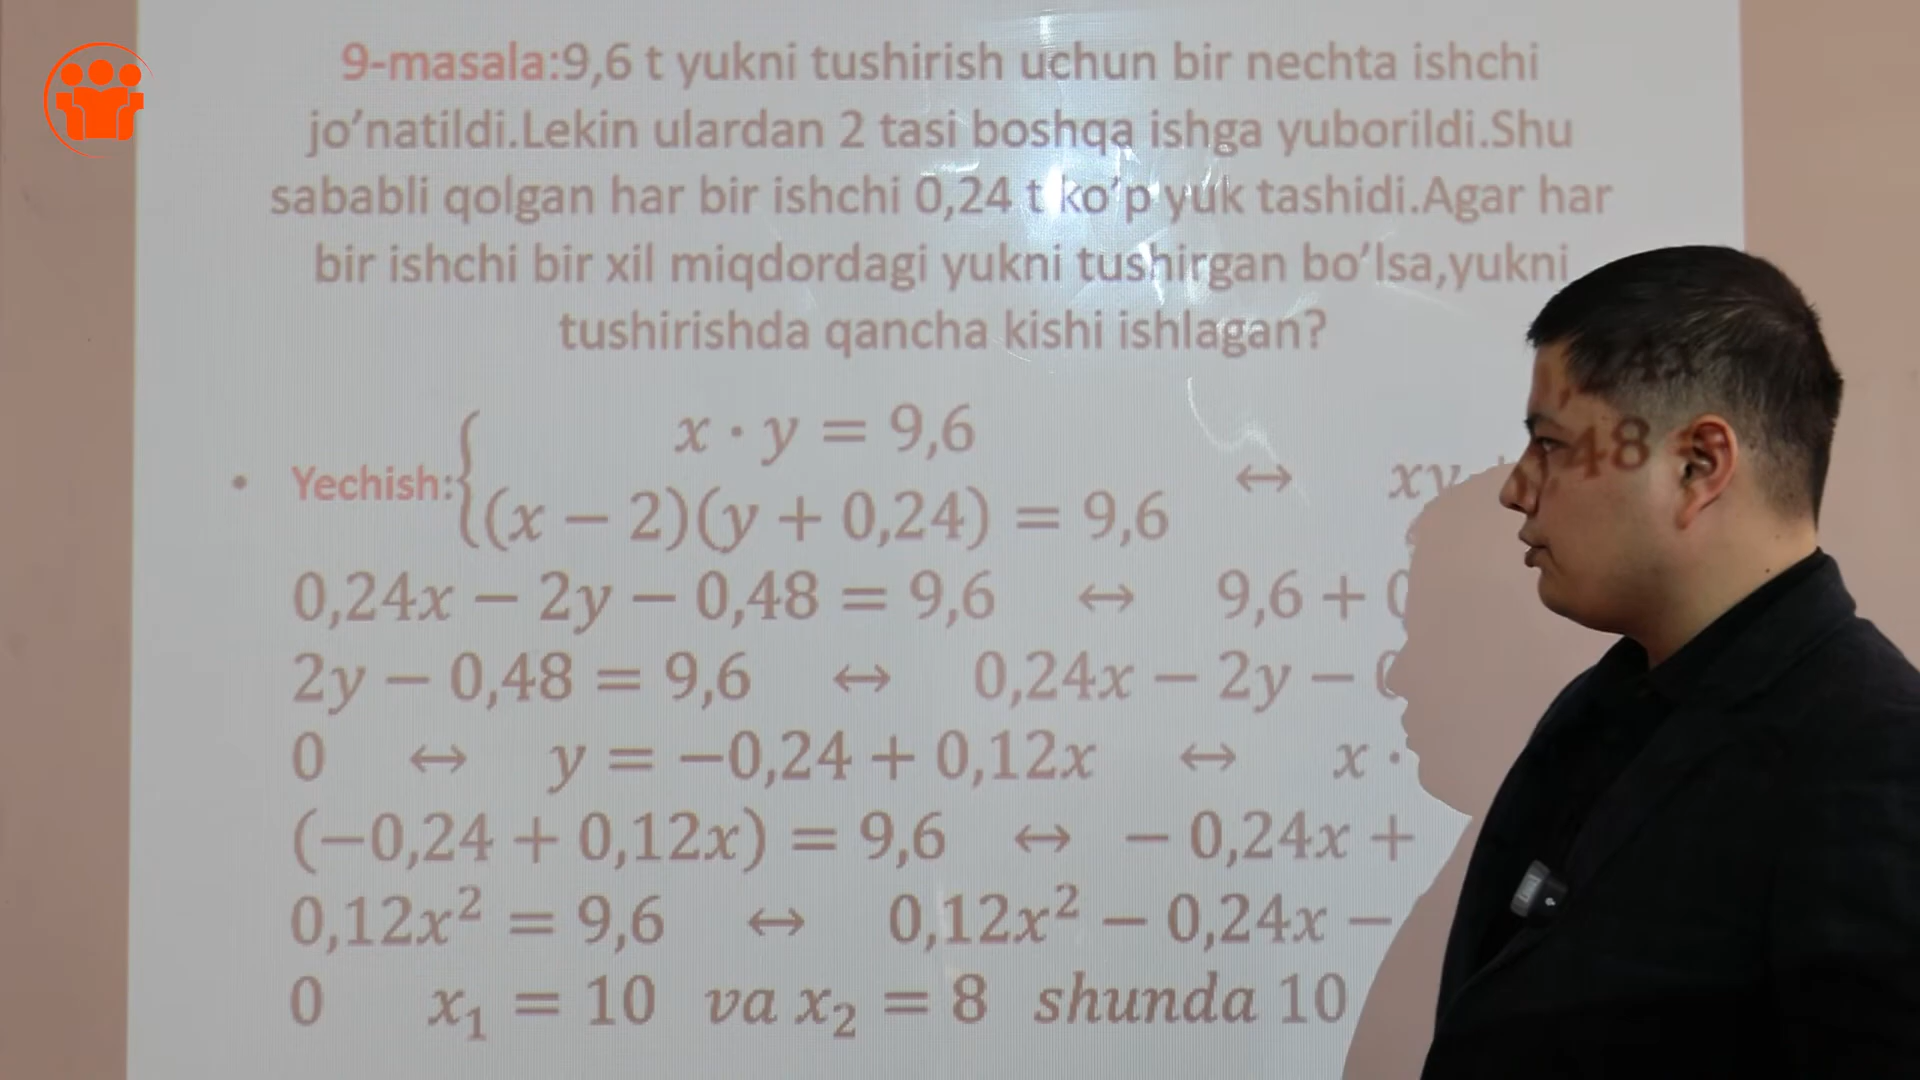 9-masala:9,6 t yukni tushirish uchun bir nechta ishchi
jo’natildi.Lekin ulardan 2 tasi boshqa ishga yuborildi.Shu
sababli qolgan har bir ishchi 0,24 t ko’p yuk tashidi.Agar har
bir ishchi bir xil miqdordagi yukni tushirgan bo’lsa,yukni
tushirishda qancha kishi ishlagan?
x · y = 9,6
• Yechish:{ ↔ xy
(x − 2)(y + 0,24) = 9,6
0,24x − 2y − 0,48 = 9,6 ↔ 9,6 + 0
2y − 0,48 = 9,6 ↔ 0,24x − 2y − 0
0 ↔ y = −0,24 + 0,12x ↔ x ·
(−0,24 + 0,12x) = 9,6 ↔ − 0,24x +
0,12x² = 9,6 ↔ 0,12x² − 0,24x −
0 x₁ = 10 va x₂ = 8 shunda 10